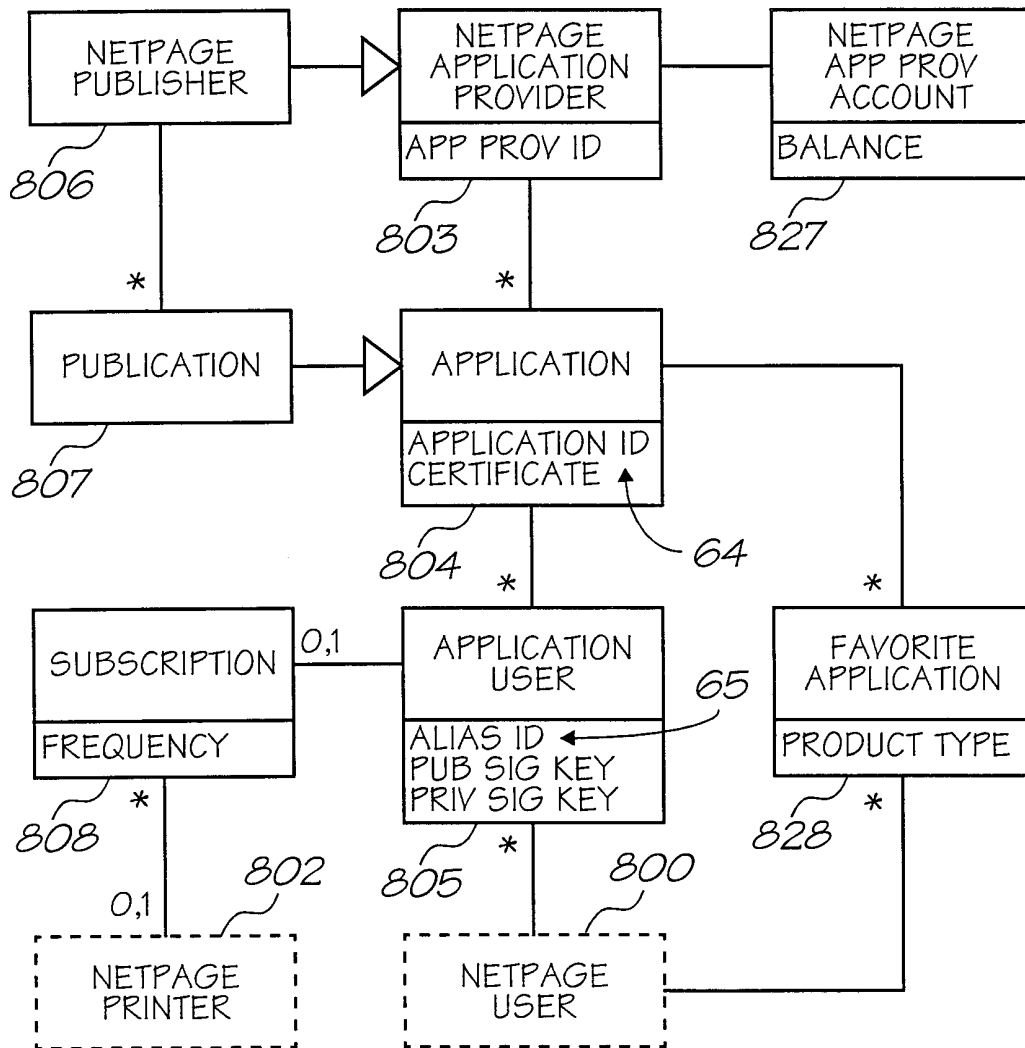 NETPAGE
PUBLISHER
NETPAGE
APPLICATION
PROVIDER
APP PROV ID
NETPAGE
APP PROV
ACCOUNT
BALANCE
806
803
827
*
*
PUBLICATION
APPLICATION
APPLICATION ID
CERTIFICATE
807
804
64
*
*
SUBSCRIPTION
FREQUENCY
0,1
APPLICATION
USER
ALIAS ID
PUB SIG KEY
PRIV SIG KEY
65
FAVORITE
APPLICATION
PRODUCT TYPE
808
*
805
*
828
*
802
800
0,1
NETPAGE
PRINTER
NETPAGE
USER